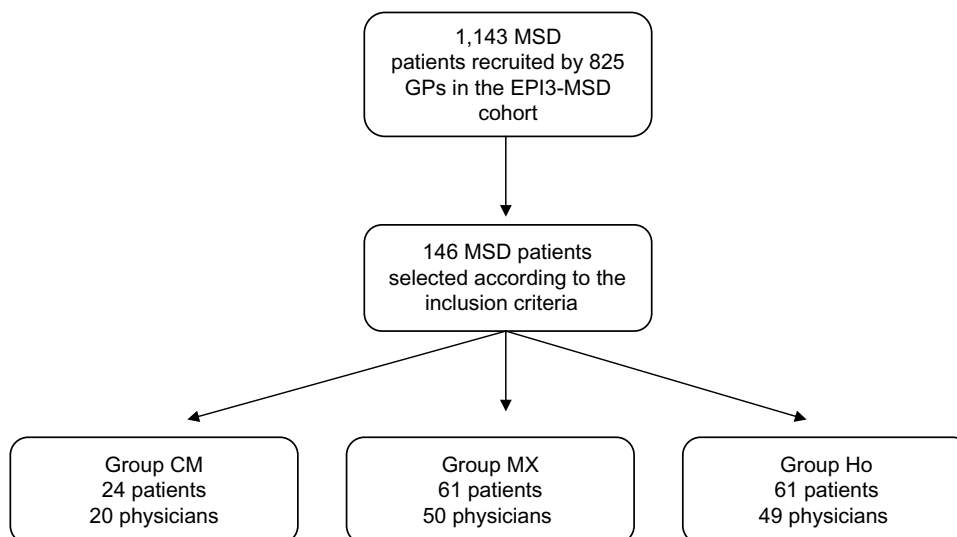 1,143 MSD
patients recruited by 825
GPs in the EPI3-MSD
cohort
146 MSD patients
selected according to the
inclusion criteria
Group CM
24 patients
20 physicians
Group MX
61 patients
50 physicians
Group Ho
61 patients
49 physicians